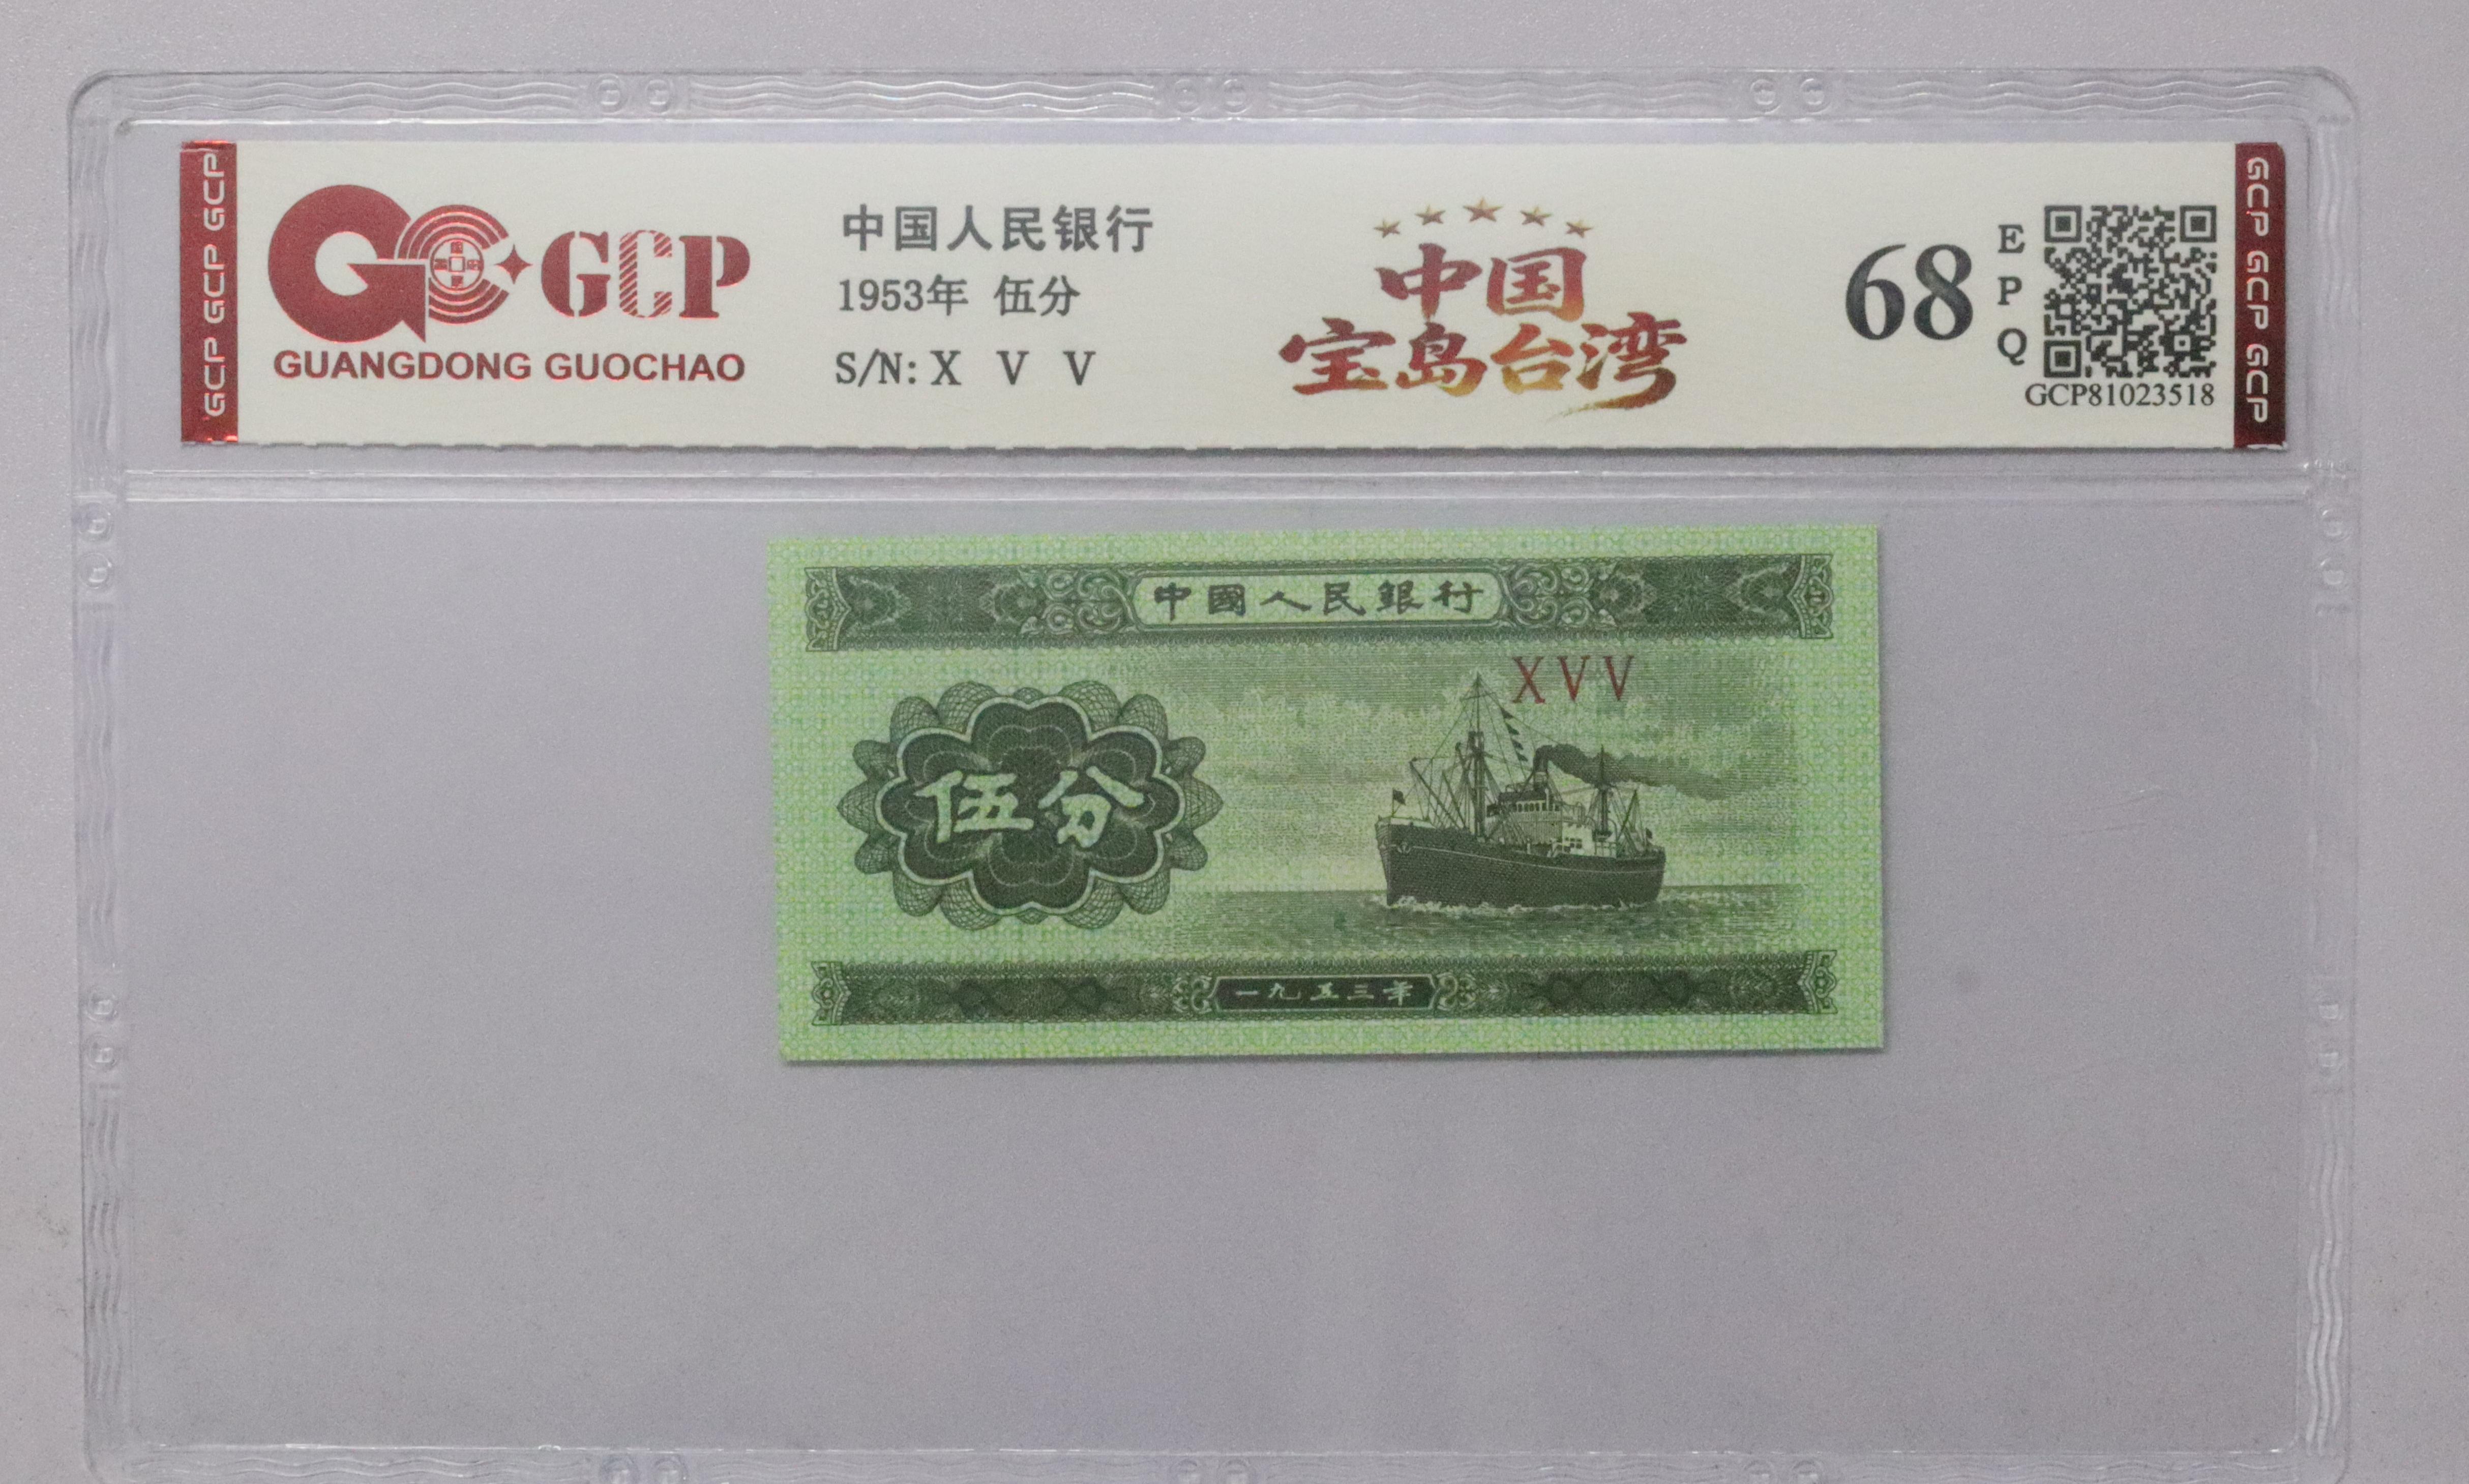 GCP GCP GCP
GCP
GUANGDONG GUOCHAO
中国人民银行
1953年 伍分
S/N: X V V
中国
宝岛台湾
68
E
P
Q
GCP81023518
GCP GCP GCP
中國人民銀行
XVV
伍分
一九五三年